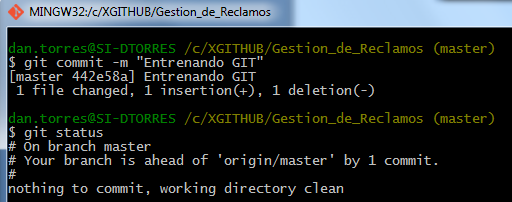 MINGW32:/c/XGITHUB/Gestion_de_Reclamos
dan.torres@SI-DTORRES /c/XGITHUB/Gestion_de_Reclamos (master)
$ git commit -m "Entrenando GIT"
[master 442e58a] Entrenando GIT
 1 file changed, 1 insertion(+), 1 deletion(-)
dan.torres@SI-DTORRES /c/XGITHUB/Gestion_de_Reclamos (master)
$ git status
# On branch master
# Your branch is ahead of 'origin/master' by 1 commit.
#
nothing to commit, working directory clean